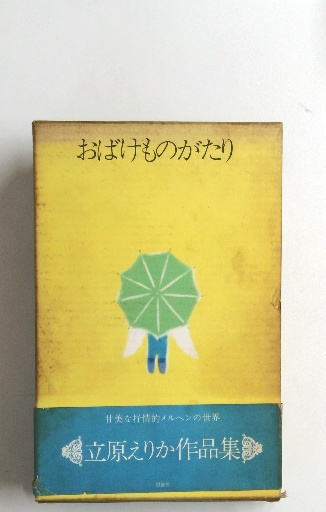 おばけものがたり
甘美な抒情的メルヘンの世界
立原えりか作品集